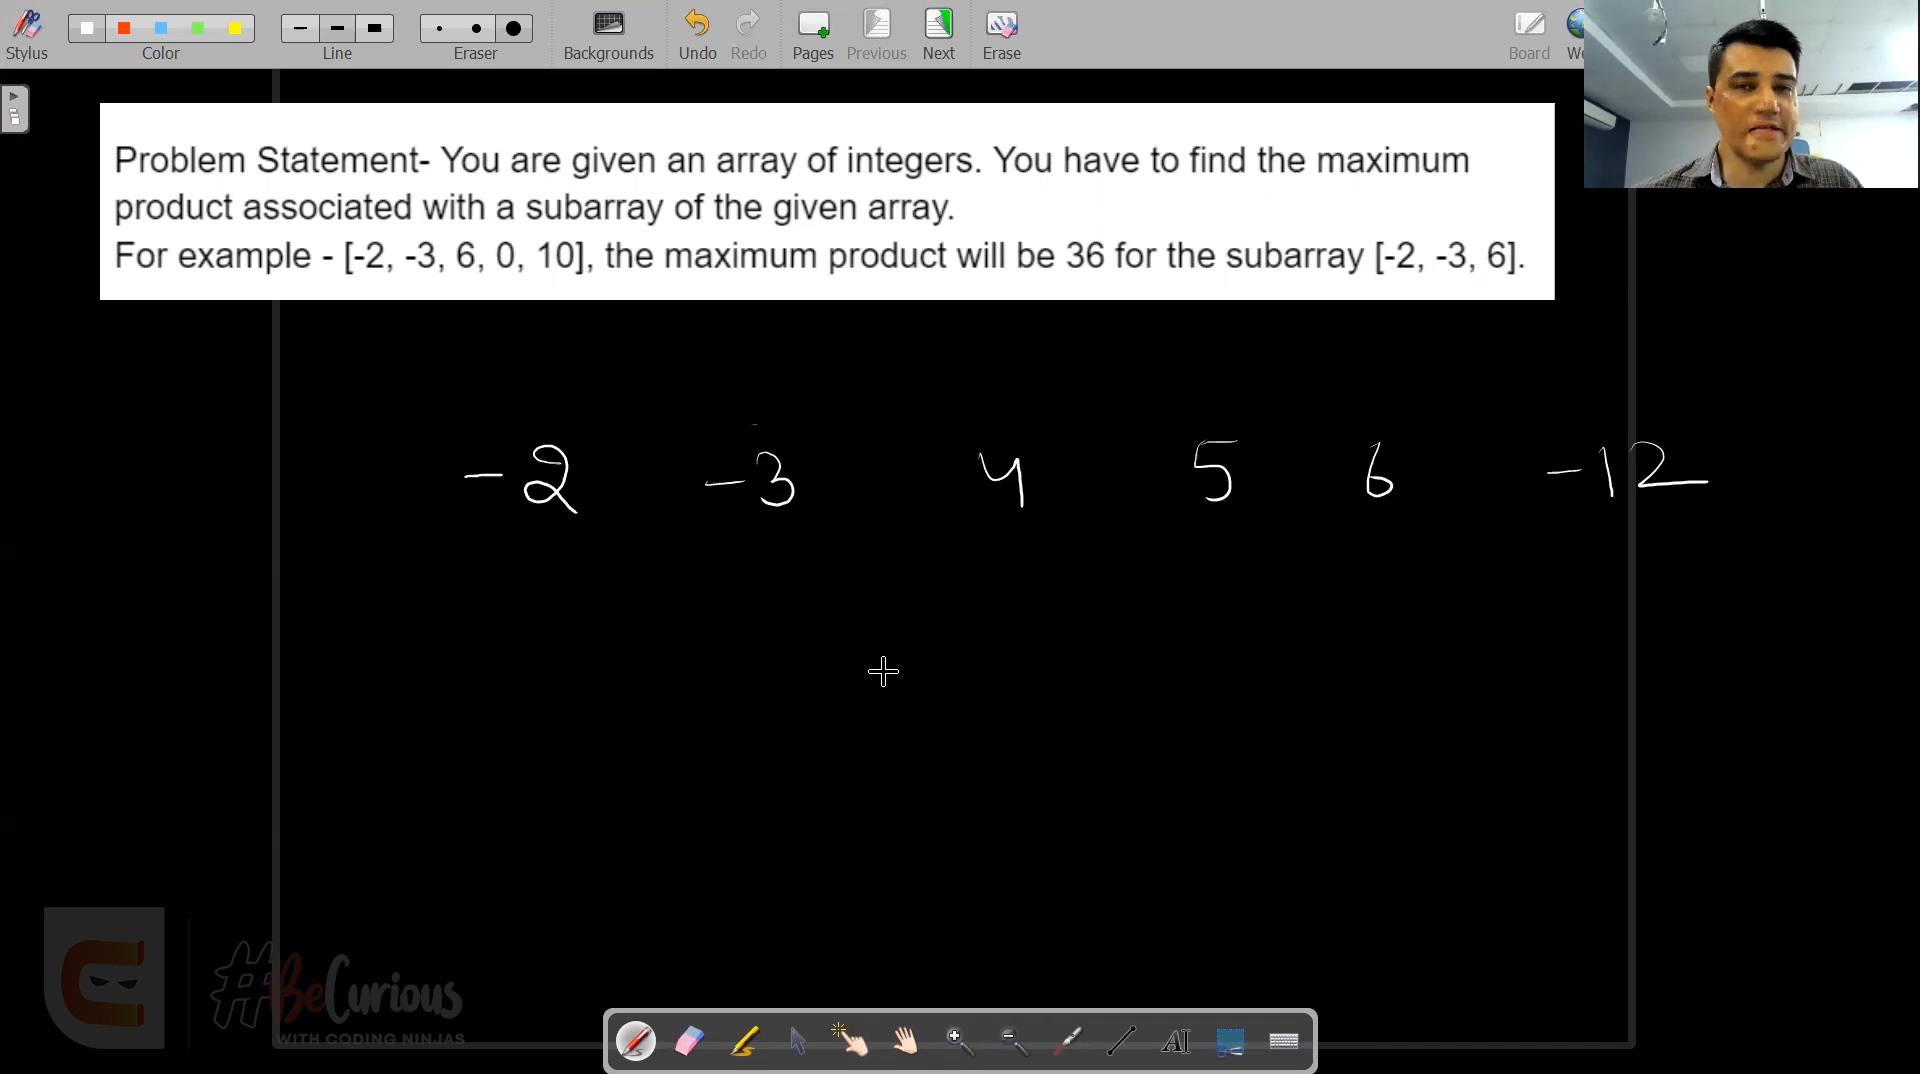 Stylus Color Line Eraser Backgrounds Undo Redo Pages Previous Next Erase Board
Problem Statement- You are given an array of integers. You have to find the maximum
product associated with a subarray of the given array.
For example - [-2, -3, 6, 0, 10], the maximum product will be 36 for the subarray [-2, -3, 6].
-2 -3 4 5 6 -12
#BeCurious
WITH CODING NINJAS
AI